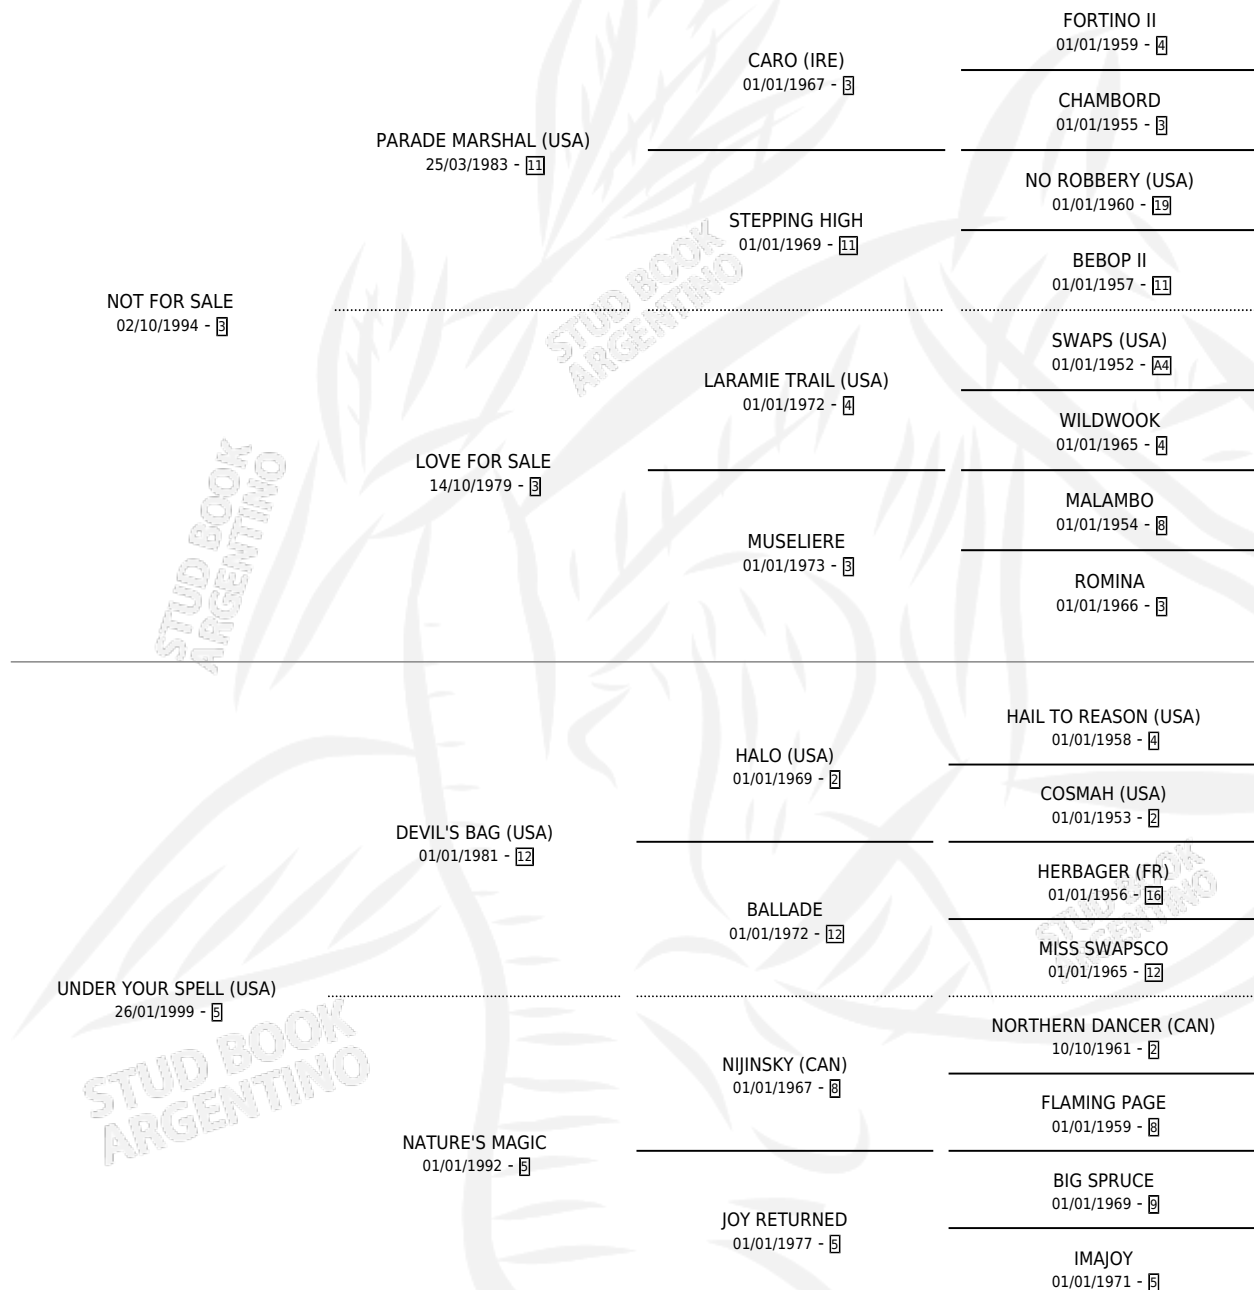 FORTINO II
01/01/1959 - 4
CARO (IRE)
01/01/1967 - 3
CHAMBORD
01/01/1955 - 3
PARADE MARSHAL (USA)
25/03/1983 - 11
NO ROBBERY (USA)
01/01/1960 - 19
STEPPING HIGH
01/01/1969 - 11
BEBOP II
01/01/1957 - 11
NOT FOR SALE
02/10/1994 - 3
STUD BOOK
ARGENTINO
SWAPS (USA)
01/01/1952 - A4
LARAMIE TRAIL (USA)
01/01/1972 - 4
WILDWOOK
01/01/1965 - 4
LOVE FOR SALE
14/10/1979 - 3
MALAMBO
01/01/1954 - 8
MUSELIERE
01/01/1973 - 3
ROMINA
01/01/1966 - 3
STUD BOOK
ARGENTINO
HAIL TO REASON (USA)
01/01/1958 - 4
HALO (USA)
01/01/1969 - 2
COSMAH (USA)
01/01/1953 - 2
DEVIL'S BAG (USA)
01/01/1981 - 12
HERBAGER (FR)
01/01/1956 - 16
BALLADE
01/01/1972 - 12
STUD BOOK
ARGENTINO
MISS SWAPSCO
01/01/1965 - 12
UNDER YOUR SPELL (USA)
26/01/1999 - 5
STUD BOOK
ARGENTINO
NORTHERN DANCER (CAN)
10/10/1961 - 2
NIJINSKY (CAN)
01/01/1967 - 8
FLAMING PAGE
01/01/1959 - 8
NATURE'S MAGIC
01/01/1992 - 5
BIG SPRUCE
01/01/1969 - 9
JOY RETURNED
01/01/1977 - 5
IMAJOY
01/01/1971 - 5